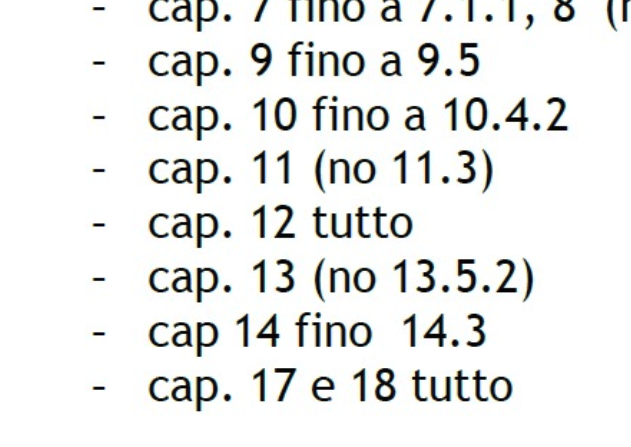 - cap. 7 fino a 7.1.1, 8
- cap. 9 fino a 9.5
- cap. 10 fino a 10.4.2
- cap. 11 (no 11.3)
- cap. 12 tutto
- cap. 13 (no 13.5.2)
- cap 14 fino  14.3
- cap. 17 e 18 tutto